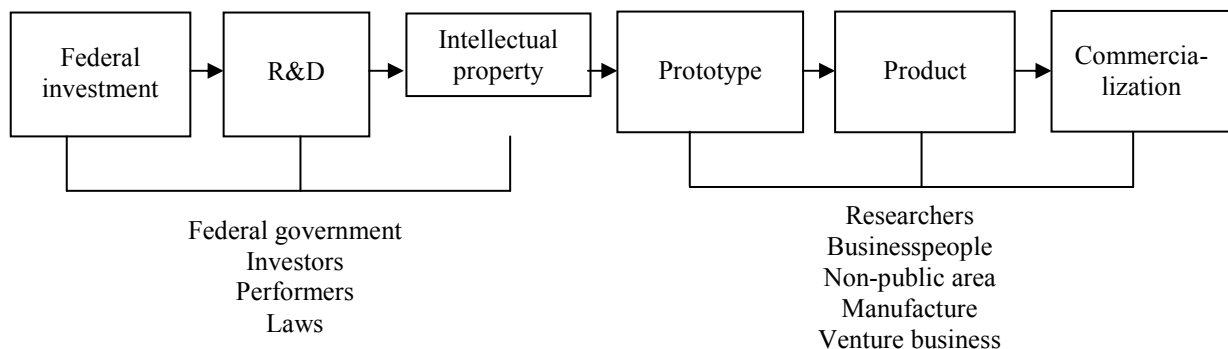 Federal
investment
R&D
Intellectual
property
Prototype
Product
Commercia-
lization
Federal government
Investors
Performers
Laws
Researchers
Businesspeople
Non-public area
Manufacture
Venture business